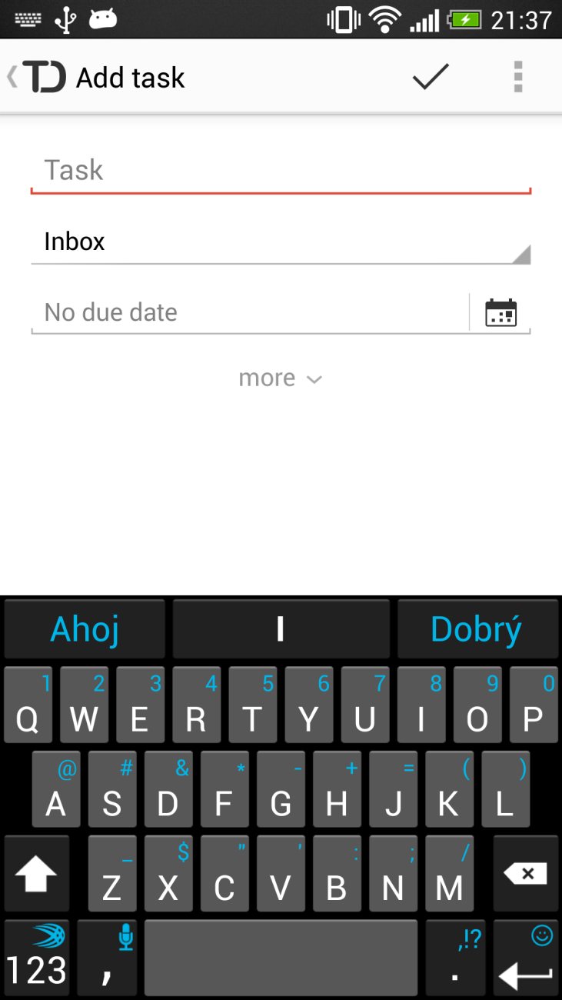 21:37
TD Add task
Task
Inbox
No due date
more
Ahoj I Dobrý
1 2 3 4 5 6 7 8 9 0
Q W E R T Y U I O P
@ # & * - + = ( )
A S D F G H J K L
_ $ " ' : ; /
Z X C V B N M
,!?
123 , .